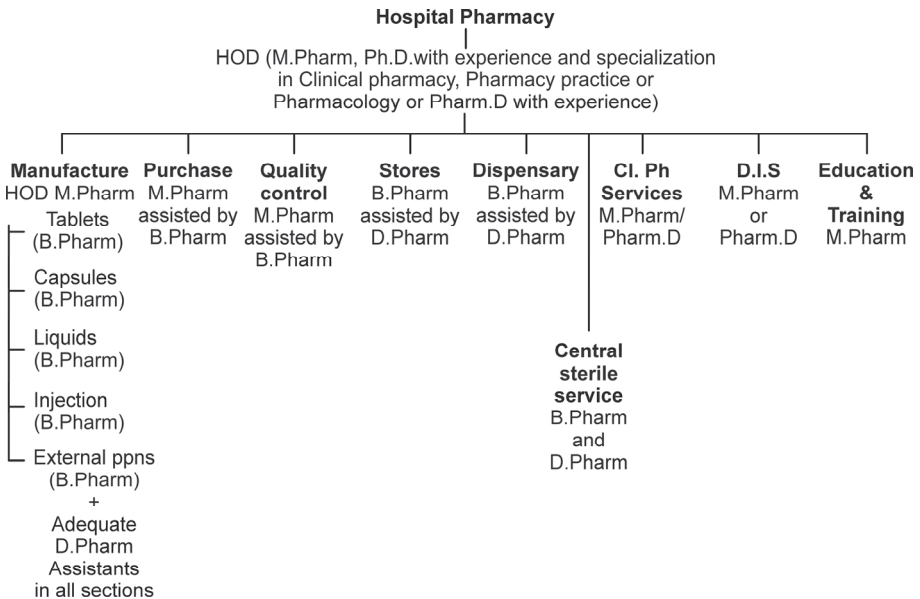 Hospital Pharmacy
HOD (M.Pharm, Ph.D.with experience and specialization
in Clinical pharmacy, Pharmacy practice or
Pharmacology or Pharm.D with experience)
Manufacture
HOD M.Pharm
Tablets
(B.Pharm)
Capsules
(B.Pharm)
Liquids
(B.Pharm)
Injection
(B.Pharm)
External ppns
(B.Pharm)
+
Adequate
D.Pharm
Assistants
in all sections
Purchase
M.Pharm
assisted by
B.Pharm
Quality
control
M.Pharm
assisted by
B.Pharm
Stores
B.Pharm
assisted by
D.Pharm
Dispensary
B.Pharm
assisted by
D.Pharm
Central
sterile
service
B.Pharm
and
D.Pharm
Cl. Ph
Services
M.Pharm/
Pharm.D
D.I.S
M.Pharm
or
Pharm.D
Education
&
Training
M.Pharm